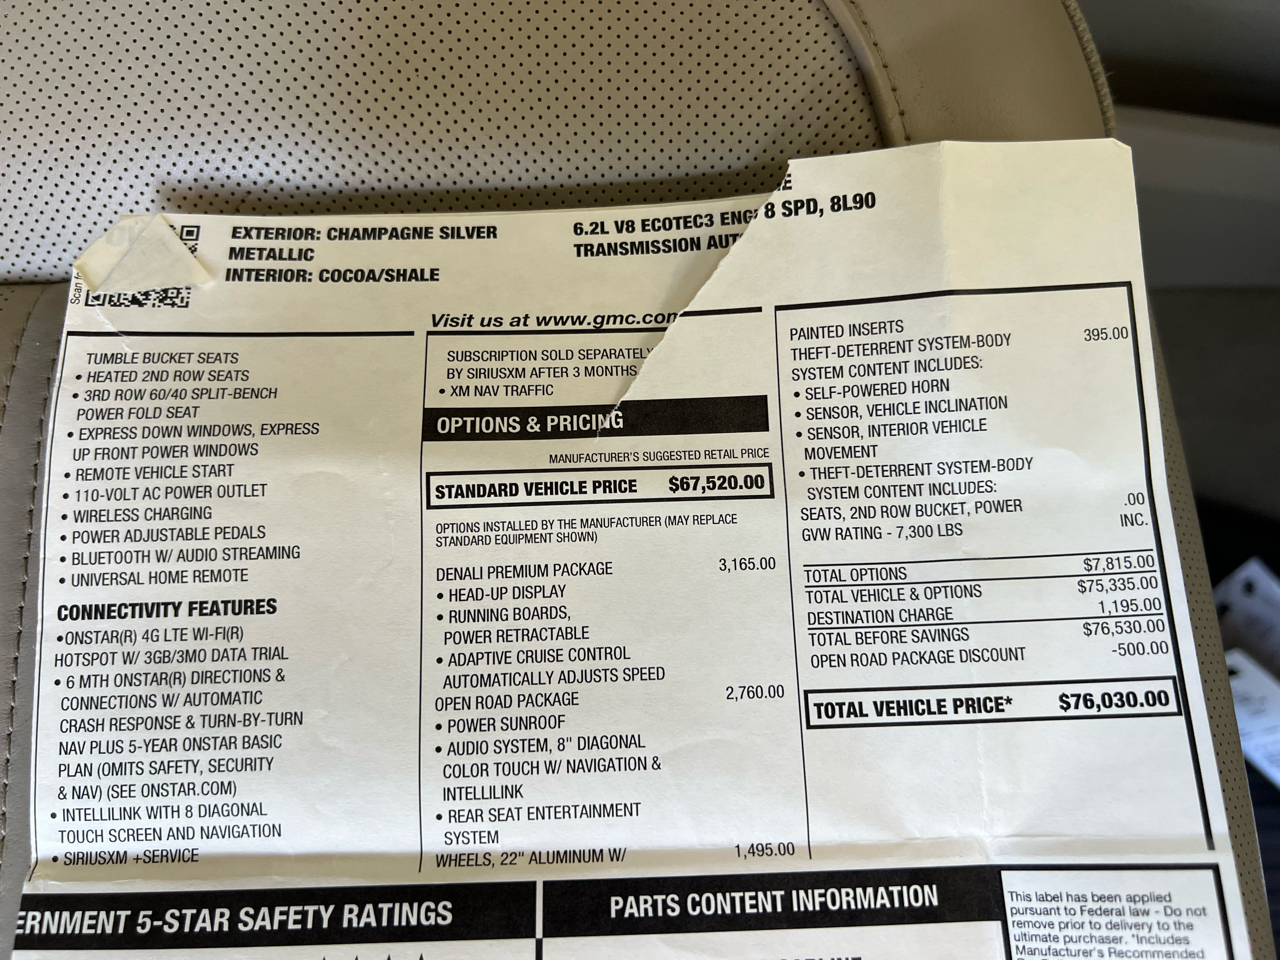 EXTERIOR: CHAMPAGNE SILVER
METALLIC
INTERIOR: COCOA/SHALE
6.2L V8 ECOTEC3 8 SPD, 8L90
TRANSMISSION
Scan
Visit us at www.gmc.com
TUMBLE BUCKET SEATS
• HEATED 2ND ROW SEATS
• 3RD ROW 60/40 SPLIT-BENCH
POWER FOLD SEAT
• EXPRESS DOWN WINDOWS, EXPRESS
UP FRONT POWER WINDOWS
• REMOTE VEHICLE START
• 110-VOLT AC POWER OUTLET
• WIRELESS CHARGING
• POWER ADJUSTABLE PEDALS
• BLUETOOTH W/ AUDIO STREAMING
• UNIVERSAL HOME REMOTE
CONNECTIVITY FEATURES
•ONSTAR(R) 4G LTE WI-FI(R)
HOTSPOT W/ 3GB/3MO DATA TRIAL
• 6 MTH ONSTAR(R) DIRECTIONS &
CONNECTIONS W/ AUTOMATIC
CRASH RESPONSE & TURN-BY-TURN
NAV PLUS 5-YEAR ONSTAR BASIC
PLAN (OMITS SAFETY, SECURITY
& NAV) (SEE ONSTAR.COM)
• INTELLILINK WITH 8 DIAGONAL
TOUCH SCREEN AND NAVIGATION
• SIRIUSXM +SERVICE
SUBSCRIPTION SOLD SEPARATELY
BY SIRIUSXM AFTER 3 MONTHS
• XM NAV TRAFFIC
OPTIONS & PRICING
MANUFACTURER'S SUGGESTED RETAIL PRICE
STANDARD VEHICLE PRICE $67,520.00
OPTIONS INSTALLED BY THE MANUFACTURER (MAY REPLACE
STANDARD EQUIPMENT SHOWN)
DENALI PREMIUM PACKAGE 3,165.00
• HEAD-UP DISPLAY
• RUNNING BOARDS,
POWER RETRACTABLE
• ADAPTIVE CRUISE CONTROL
AUTOMATICALLY ADJUSTS SPEED
OPEN ROAD PACKAGE 2,760.00
• POWER SUNROOF
• AUDIO SYSTEM, 8" DIAGONAL
COLOR TOUCH W/ NAVIGATION &
INTELLILINK
• REAR SEAT ENTERTAINMENT
SYSTEM
WHEELS, 22" ALUMINUM W/ 1,495.00
PAINTED INSERTS
THEFT-DETERRENT SYSTEM-BODY 395.00
SYSTEM CONTENT INCLUDES:
• SELF-POWERED HORN
• SENSOR, VEHICLE INCLINATION
• SENSOR, INTERIOR VEHICLE
MOVEMENT
• THEFT-DETERRENT SYSTEM-BODY
SYSTEM CONTENT INCLUDES:
SEATS, 2ND ROW BUCKET, POWER .00
GVW RATING - 7,300 LBS INC.
TOTAL OPTIONS $7,815.00
TOTAL VEHICLE & OPTIONS $75,335.00
DESTINATION CHARGE 1,195.00
TOTAL BEFORE SAVINGS $76,530.00
OPEN ROAD PACKAGE DISCOUNT -500.00
TOTAL VEHICLE PRICE* $76,030.00
ERNMENT 5-STAR SAFETY RATINGS
PARTS CONTENT INFORMATION
This label has been applied
pursuant to Federal law - Do not
remove prior to delivery to the
ultimate purchaser. *Includes
Manufacturer's Recommended